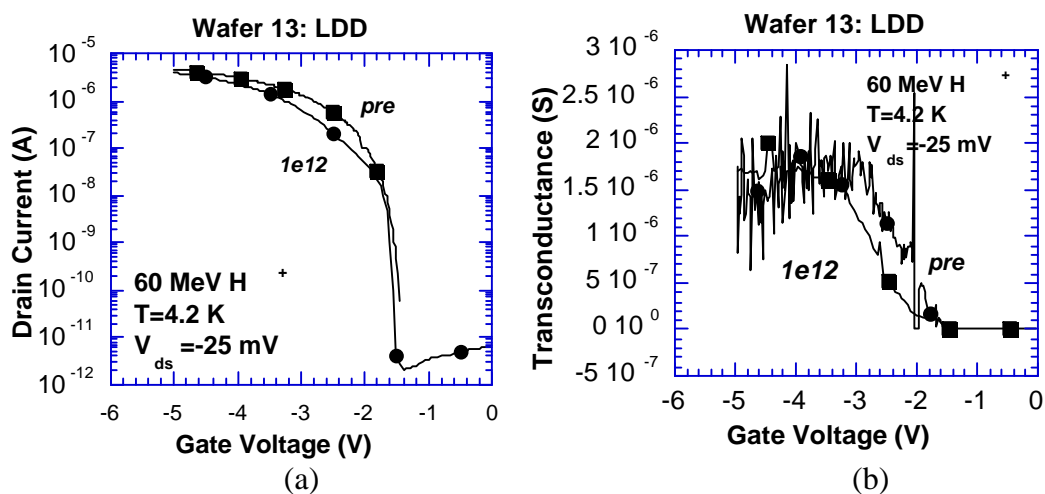 Wafer 13: LDD
Drain Current (A)
10 -5
10 -6
10 -7
10 -8
10 -9
10 -10
10 -11
10 -12
pre
1e12
60 MeV H +
T=4.2 K
V ds =-25 mV
-6 -5 -4 -3 -2 -1 0
Gate Voltage (V)
(a)
Wafer 13: LDD
Transconductance (S)
3 10 -6
2.5 10 -6
2 10 -6
1.5 10 -6
1 10 -6
5 10 -7
0 10 0
-5 10 -7
60 MeV H +
T=4.2 K
V ds =-25 mV
1e12
pre
-6 -5 -4 -3 -2 -1 0
Gate Voltage (V)
(b)